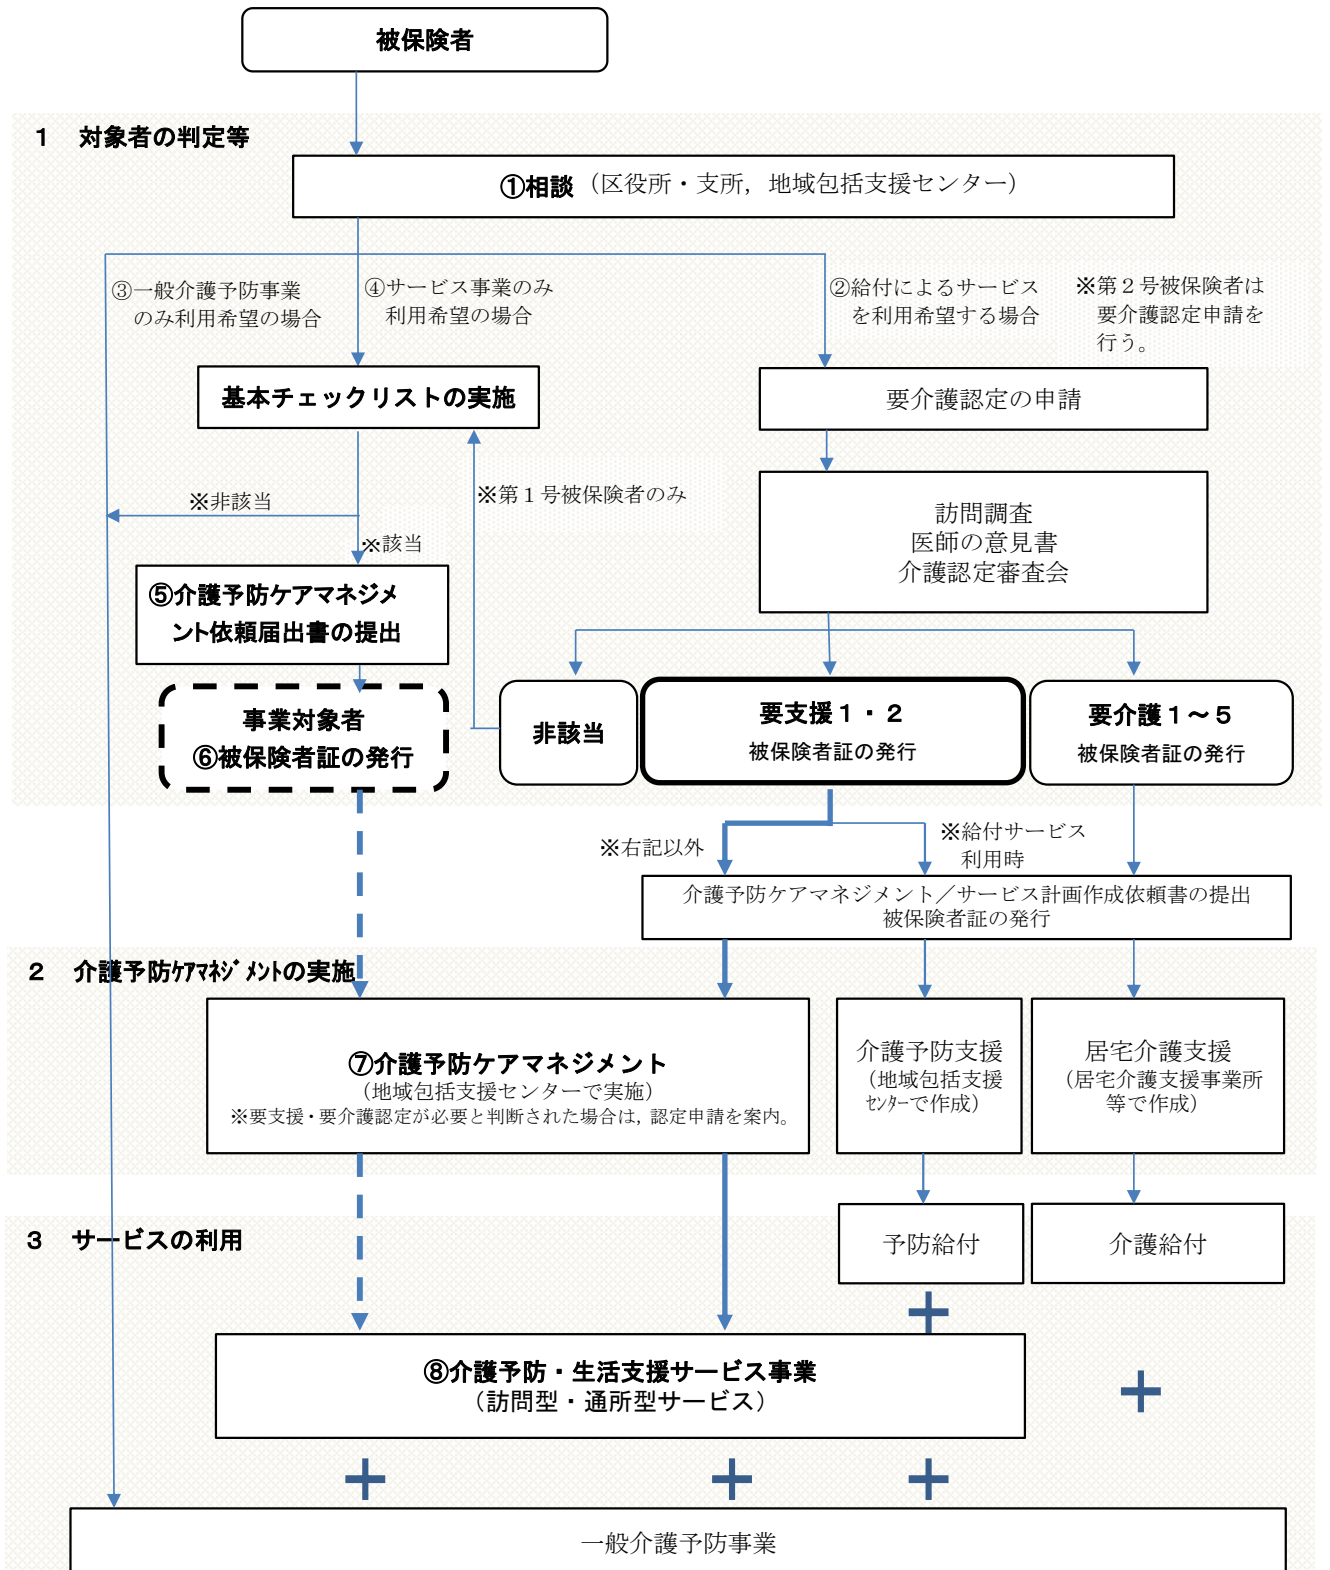 被保険者
１　対象者の判定等
①相談（区役所・支所，地域包括支援センター）
③一般介護予防事業
のみ利用希望の場合
④サービス事業のみ
利用希望の場合
②給付によるサービス
を利用希望する場合
※第２号被保険者は
要介護認定申請を
行う。
基本チェックリストの実施
要介護認定の申請
※非該当
※第１号被保険者のみ
訪問調査
医師の意見書
介護認定審査会
※該当
⑤介護予防ケアマネジメ
ント依頼届出書の提出
事業対象者
⑥被保険者証の発行
非該当
要支援１・２
被保険者証の発行
要介護１～５
被保険者証の発行
※右記以外
※給付サービス
利用時
介護予防ケアマネジメント／サービス計画作成依頼書の提出
被保険者証の発行
２　介護予防ｹｱﾏﾈｼﾞﾒﾝﾄの実施
⑦介護予防ケアマネジメント
（地域包括支援センターで実施）
※要支援・要介護認定が必要と判断された場合は，認定申請を案内。
介護予防支援
（地域包括支援
ｾﾝﾀｰで作成）
居宅介護支援
（居宅介護支援事業所
等で作成）
３　サービスの利用
予防給付
介護給付
⑧介護予防・生活支援サービス事業
（訪問型・通所型サービス）
一般介護予防事業